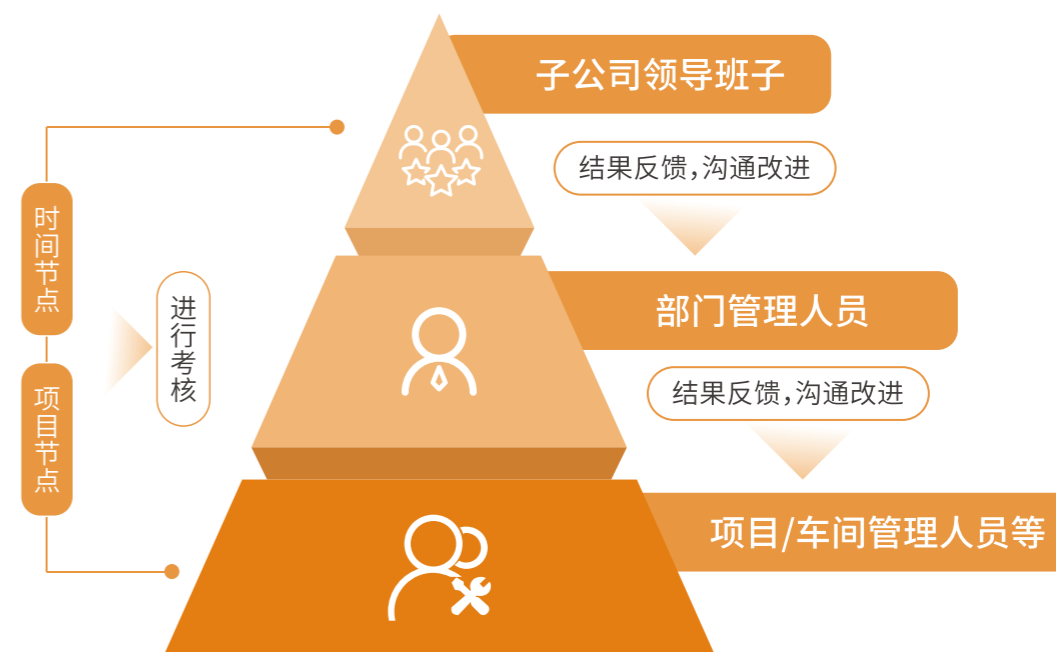 子公司领导班子
结果反馈，沟通改进
时间节点
进行考核
部门管理人员
项目节点
结果反馈，沟通改进
项目/车间管理人员等